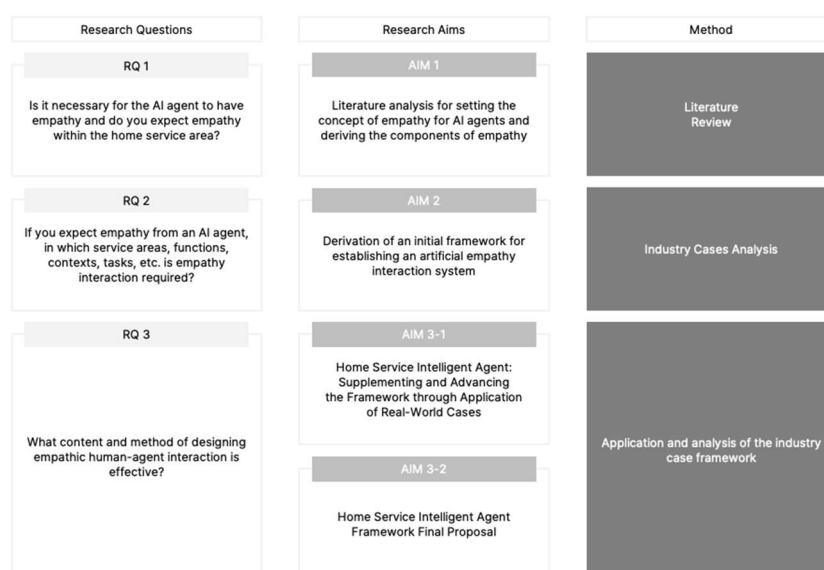 Research Questions
Research Aims
Method
RQ 1
AIM 1
Is it necessary for the AI agent to have
empathy and do you expect empathy
within the home service area?
Literature analysis for setting the
concept of empathy for AI agents and
deriving the components of empathy
Literature
Review
RQ 2
AIM 2
If you expect empathy from an AI agent,
in which service areas, functions,
contexts, tasks, etc. is empathy
interaction required?
Derivation of an initial framework for
establishing an artificial empathy
interaction system
Industry Cases Analysis
RQ 3
AIM 3-1
What content and method of designing
empathic human-agent interaction is
effective?
Home Service Intelligent Agent:
Supplementing and Advancing
the Framework through Application
of Real-World Cases
AIM 3-2
Home Service Intelligent Agent
Framework Final Proposal
Application and analysis of the industry
case framework